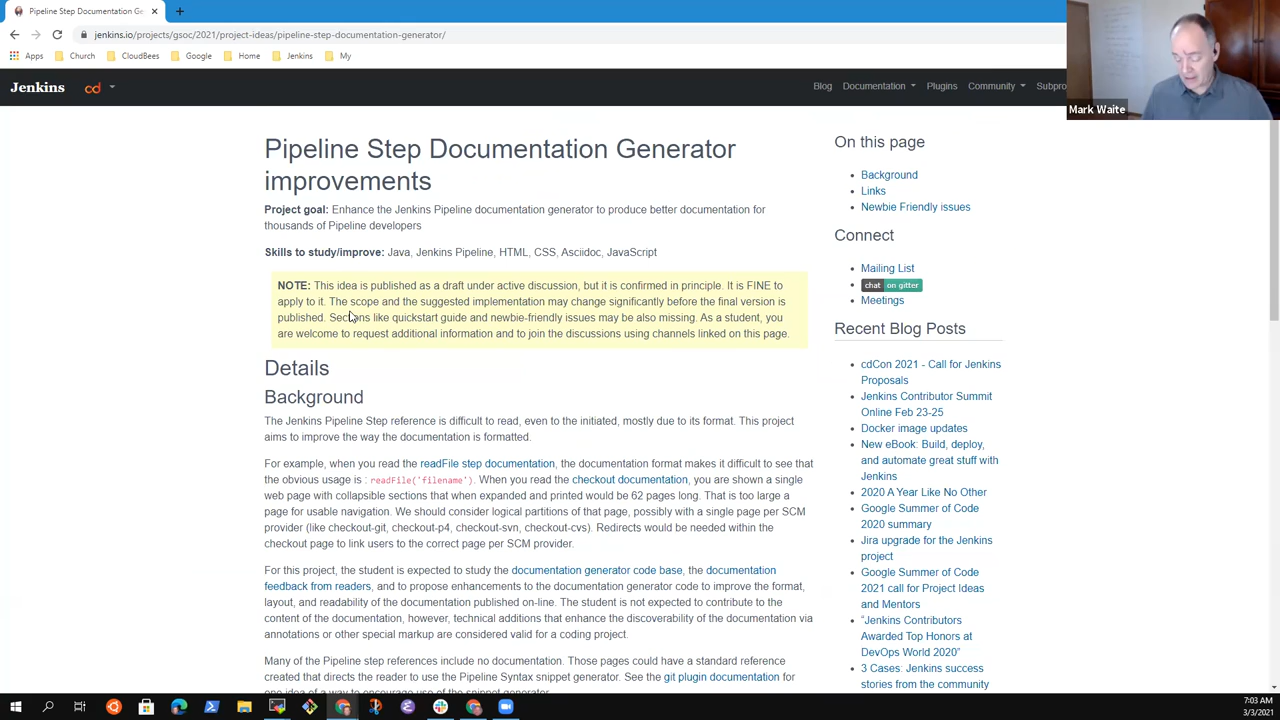 Pipeline Step Documentation Ge
jenkins.io/projects/gsoc/2021/project-ideas/pipeline-step-documentation-generator/
Apps Church CloudBees Google Home Jenkins My
Jenkins cd Blog Documentation Plugins Community Subpro
Mark Waite
Pipeline Step Documentation Generator
improvements
Project goal: Enhance the Jenkins Pipeline documentation generator to produce better documentation for
thousands of Pipeline developers
Skills to study/improve: Java, Jenkins Pipeline, HTML, CSS, Asciidoc, JavaScript
NOTE: This idea is published as a draft under active discussion, but it is confirmed in principle. It is FINE to
apply to it. The scope and the suggested implementation may change significantly before the final version is
published. Sections like quickstart guide and newbie-friendly issues may be also missing. As a student, you
are welcome to request additional information and to join the discussions using channels linked on this page.
Details
Background
The Jenkins Pipeline Step reference is difficult to read, even to the initiated, mostly due to its format. This project
aims to improve the way the documentation is formatted.
For example, when you read the readFile step documentation, the documentation format makes it difficult to see that
the obvious usage is : readFile('filename'). When you read the checkout documentation, you are shown a single
web page with collapsible sections that when expanded and printed would be 62 pages long. That is too large a
page for usable navigation. We should consider logical partitions of that page, possibly with a single page per SCM
provider (like checkout-git, checkout-p4, checkout-svn, checkout-cvs). Redirects would be needed within the
checkout page to link users to the correct page per SCM provider.
For this project, the student is expected to study the documentation generator code base, the documentation
feedback from readers, and to propose enhancements to the documentation generator code to improve the format,
layout, and readability of the documentation published on-line. The student is not expected to contribute to the
content of the documentation, however, technical additions that enhance the discoverability of the documentation via
annotations or other special markup are considered valid for a coding project.
Many of the Pipeline step references include no documentation. Those pages could have a standard reference
created that directs the reader to use the Pipeline Syntax snippet generator. See the git plugin documentation for
one idea of a way to encourage use of the snippet generator.
On this page
Background
Links
Newbie Friendly issues
Connect
Mailing List
chat on gitter
Meetings
Recent Blog Posts
cdCon 2021 - Call for Jenkins
Proposals
Jenkins Contributor Summit
Online Feb 23-25
Docker image updates
New eBook: Build, deploy,
and automate great stuff with
Jenkins
2020 A Year Like No Other
Google Summer of Code
2020 summary
Jira upgrade for the Jenkins
project
Google Summer of Code
2021 call for Project Ideas
and Mentors
"Jenkins Contributors
Awarded Top Honors at
DevOps World 2020"
3 Cases: Jenkins success
stories from the community
7:03 AM
3/3/2021